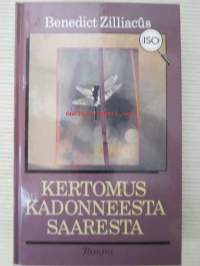 Benedict Zilliacus
ISO
KERTOMUS
KADONNEESTA
SAARESTA
Tammi